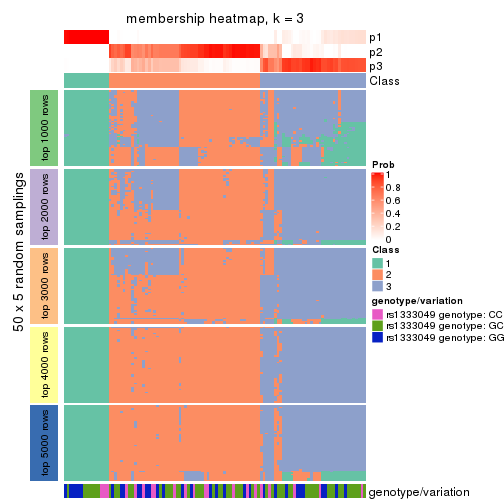 membership heatmap, k = 3
p1
p2
p3
Class
50 x 5 random samplings
top 1000 rows
top 2000 rows
top 3000 rows
top 4000 rows
top 5000 rows
Prob
1
0.8
0.6
0.4
0.2
0
Class
1
2
3
genotype/variation
rs1333049 genotype: CC
rs1333049 genotype: GC
rs1333049 genotype: GG
genotype/variation